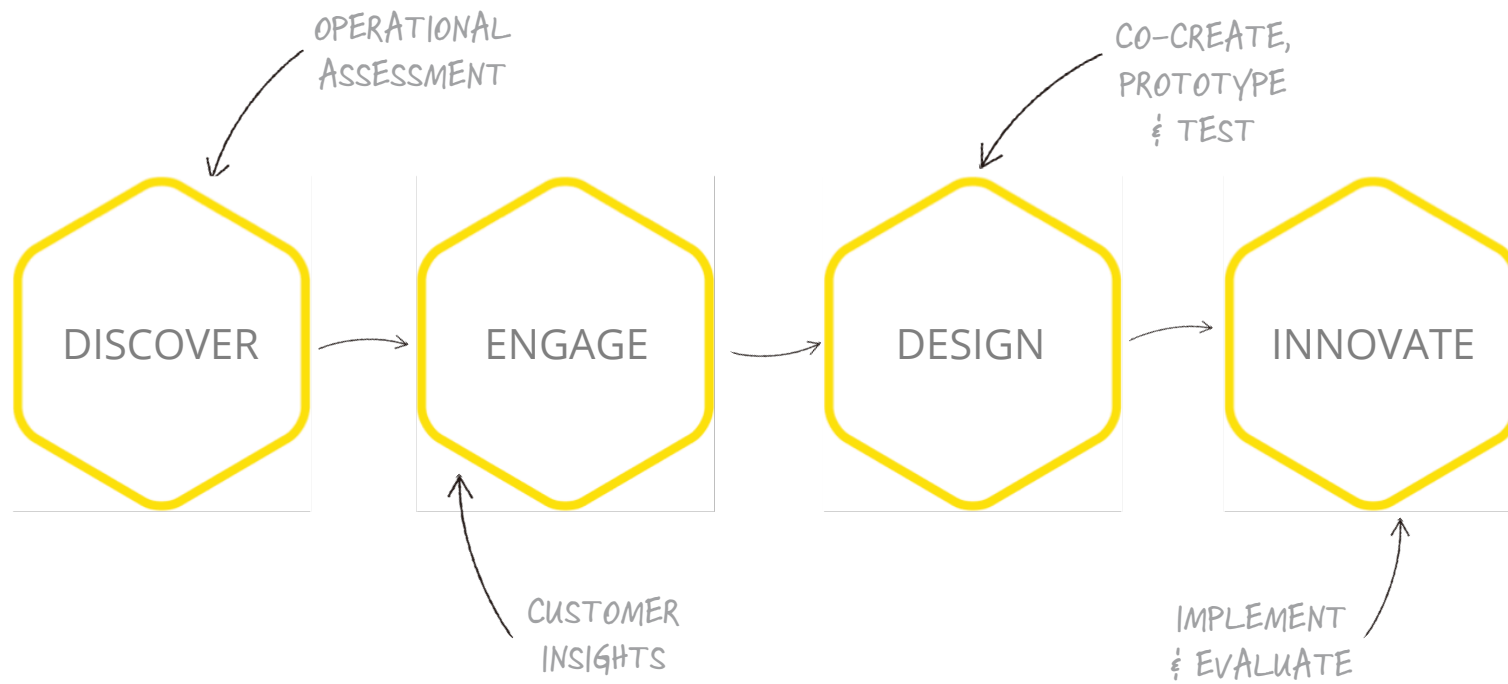 OPERATIONAL
ASSESSMENT
CO-CREATE,
PROTOTYPE
& TEST
DISCOVER
ENGAGE
DESIGN
INNOVATE
CUSTOMER
INSIGHTS
IMPLEMENT
& EVALUATE